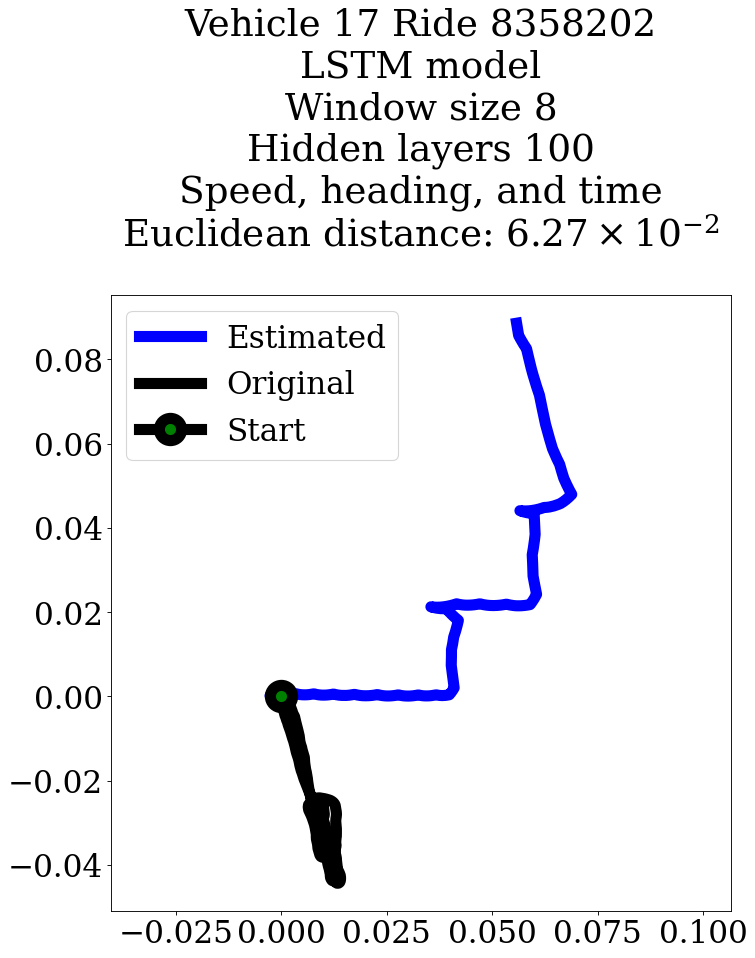 Vehicle 17 Ride 8358202
LSTM model
Window size 8
Hidden layers 100
Speed, heading, and time
Euclidean distance: 6.27 × 10⁻²
Estimated
Original
Start
0.08
0.06
0.04
0.02
0.00
−0.02
−0.04
−0.025 0.000 0.025 0.050 0.075 0.100